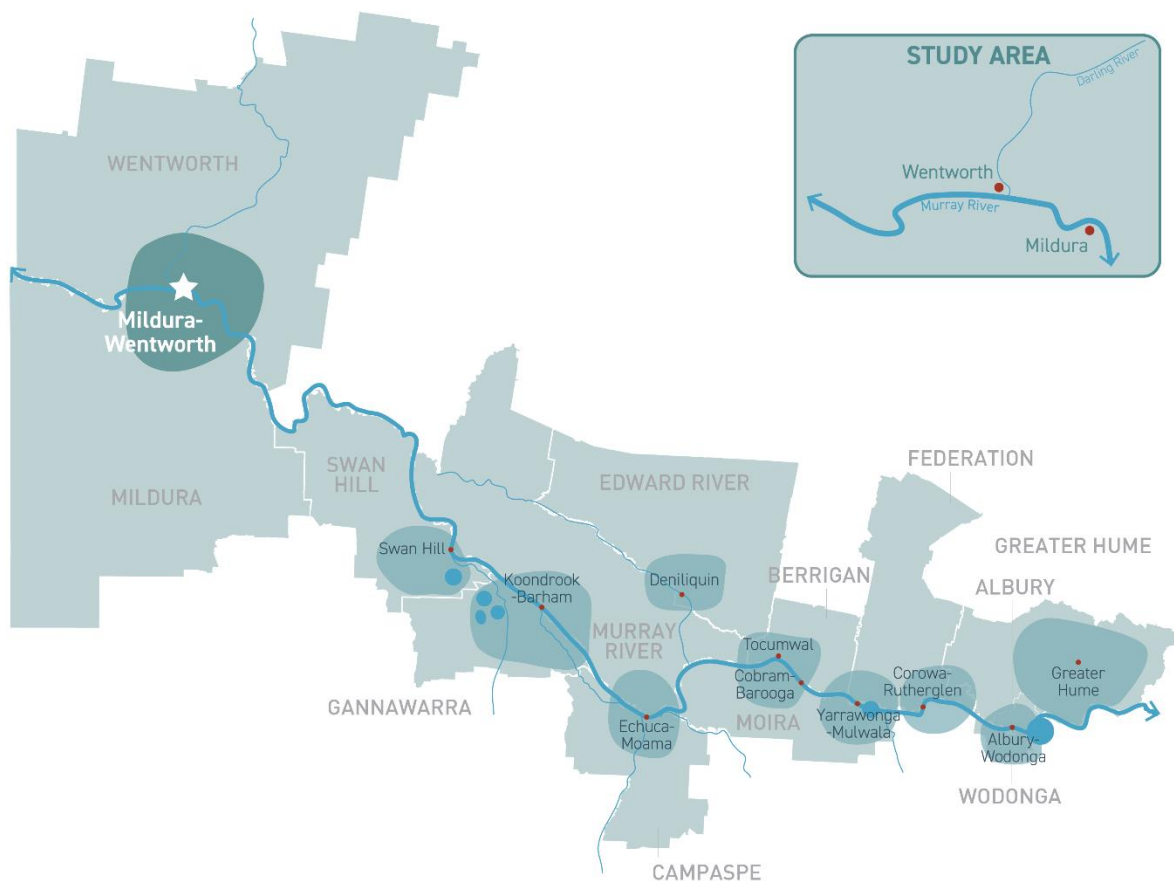 STUDY AREA
Darling River
Wentworth
Murray River
Mildura
WENTWORTH
Mildura-
Wentworth
MILDURA
SWAN
HILL
EDWARD RIVER
FEDERATION
GREATER HUME
ALBURY
BERRIGAN
Swan Hill
Koondrook
-Barham
Deniliquin
MURRAY
RIVER
Tocumwal
Cobram-
Barooga
Corowa-
Rutherglen
Greater
Hume
GANNAWARRA
Echuca-
Moama
MOIRA
Yarrawonga
-Mulwala
Albury-
Wodonga
WODONGA
CAMPASPE